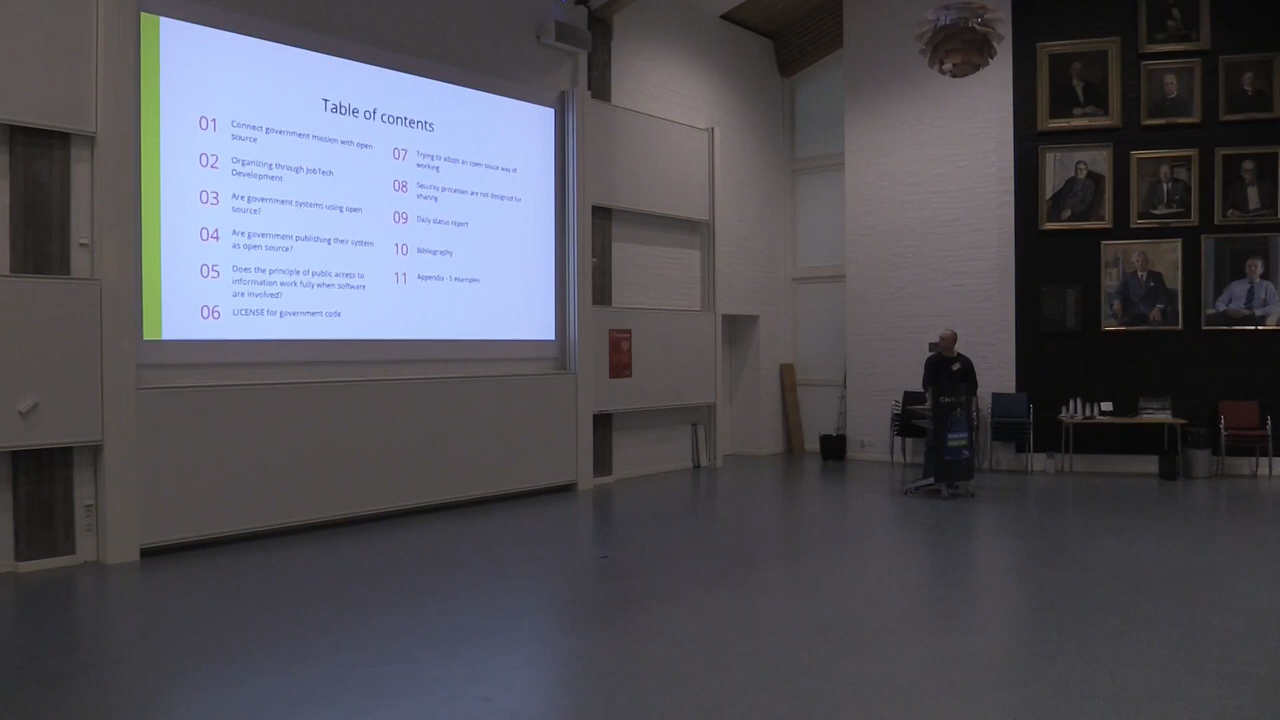 Table of contents
01 Connect government mission with open
source
02 Organizing through JobTech
Development
03 Are government systems using open
source?
04 Are government publishing their system
as open source?
05 Does the principle of public access to
information work fully when software
are involved?
06 LICENSE for government code
07 Trying to adopt an open source way of
working
08 Security processes are not designed for
sharing
09 Daily status report
10 Bibliography
11 Appendix - 5 examples